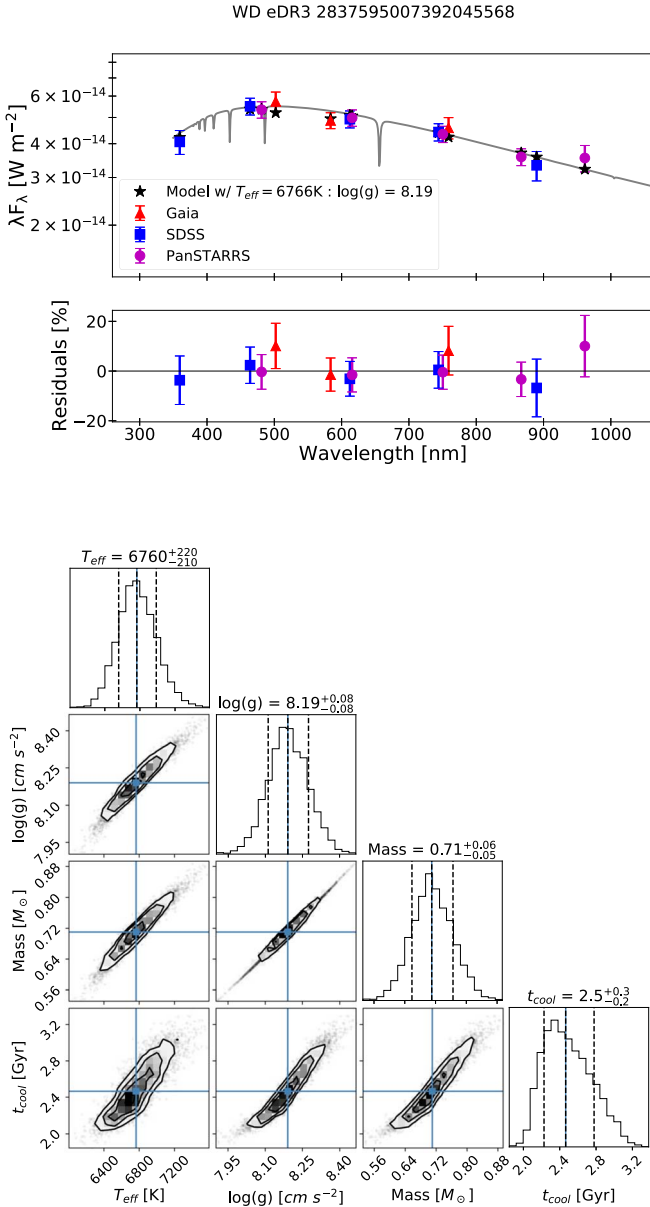 WD eDR3 2837595007392045568
λF_λ [W m⁻²]
6 × 10⁻¹⁴
4 × 10⁻¹⁴
3 × 10⁻¹⁴
2 × 10⁻¹⁴
Model w/ T_eff = 6766K : log(g) = 8.19
Gaia
SDSS
PanSTARRS
Residuals [%]
20
0
−20
300 400 500 600 700 800 900 1000
Wavelength [nm]
T_eff = 6760 +220 −210
log(g) = 8.19 +0.08 −0.08
log(g) [cm s⁻²]
8.40
8.25
8.10
7.95
Mass = 0.71 +0.06 −0.05
Mass [M⊙]
0.88
0.80
0.72
0.64
0.56
t_cool = 2.5 +0.3 −0.2
t_cool [Gyr]
3.2
2.8
2.4
2.0
6400 6800 7200
7.95 8.10 8.25 8.40
0.56 0.64 0.72 0.80 0.88
2.0 2.4 2.8 3.2
T_eff [K]
log(g) [cm s⁻²]
Mass [M⊙]
t_cool [Gyr]